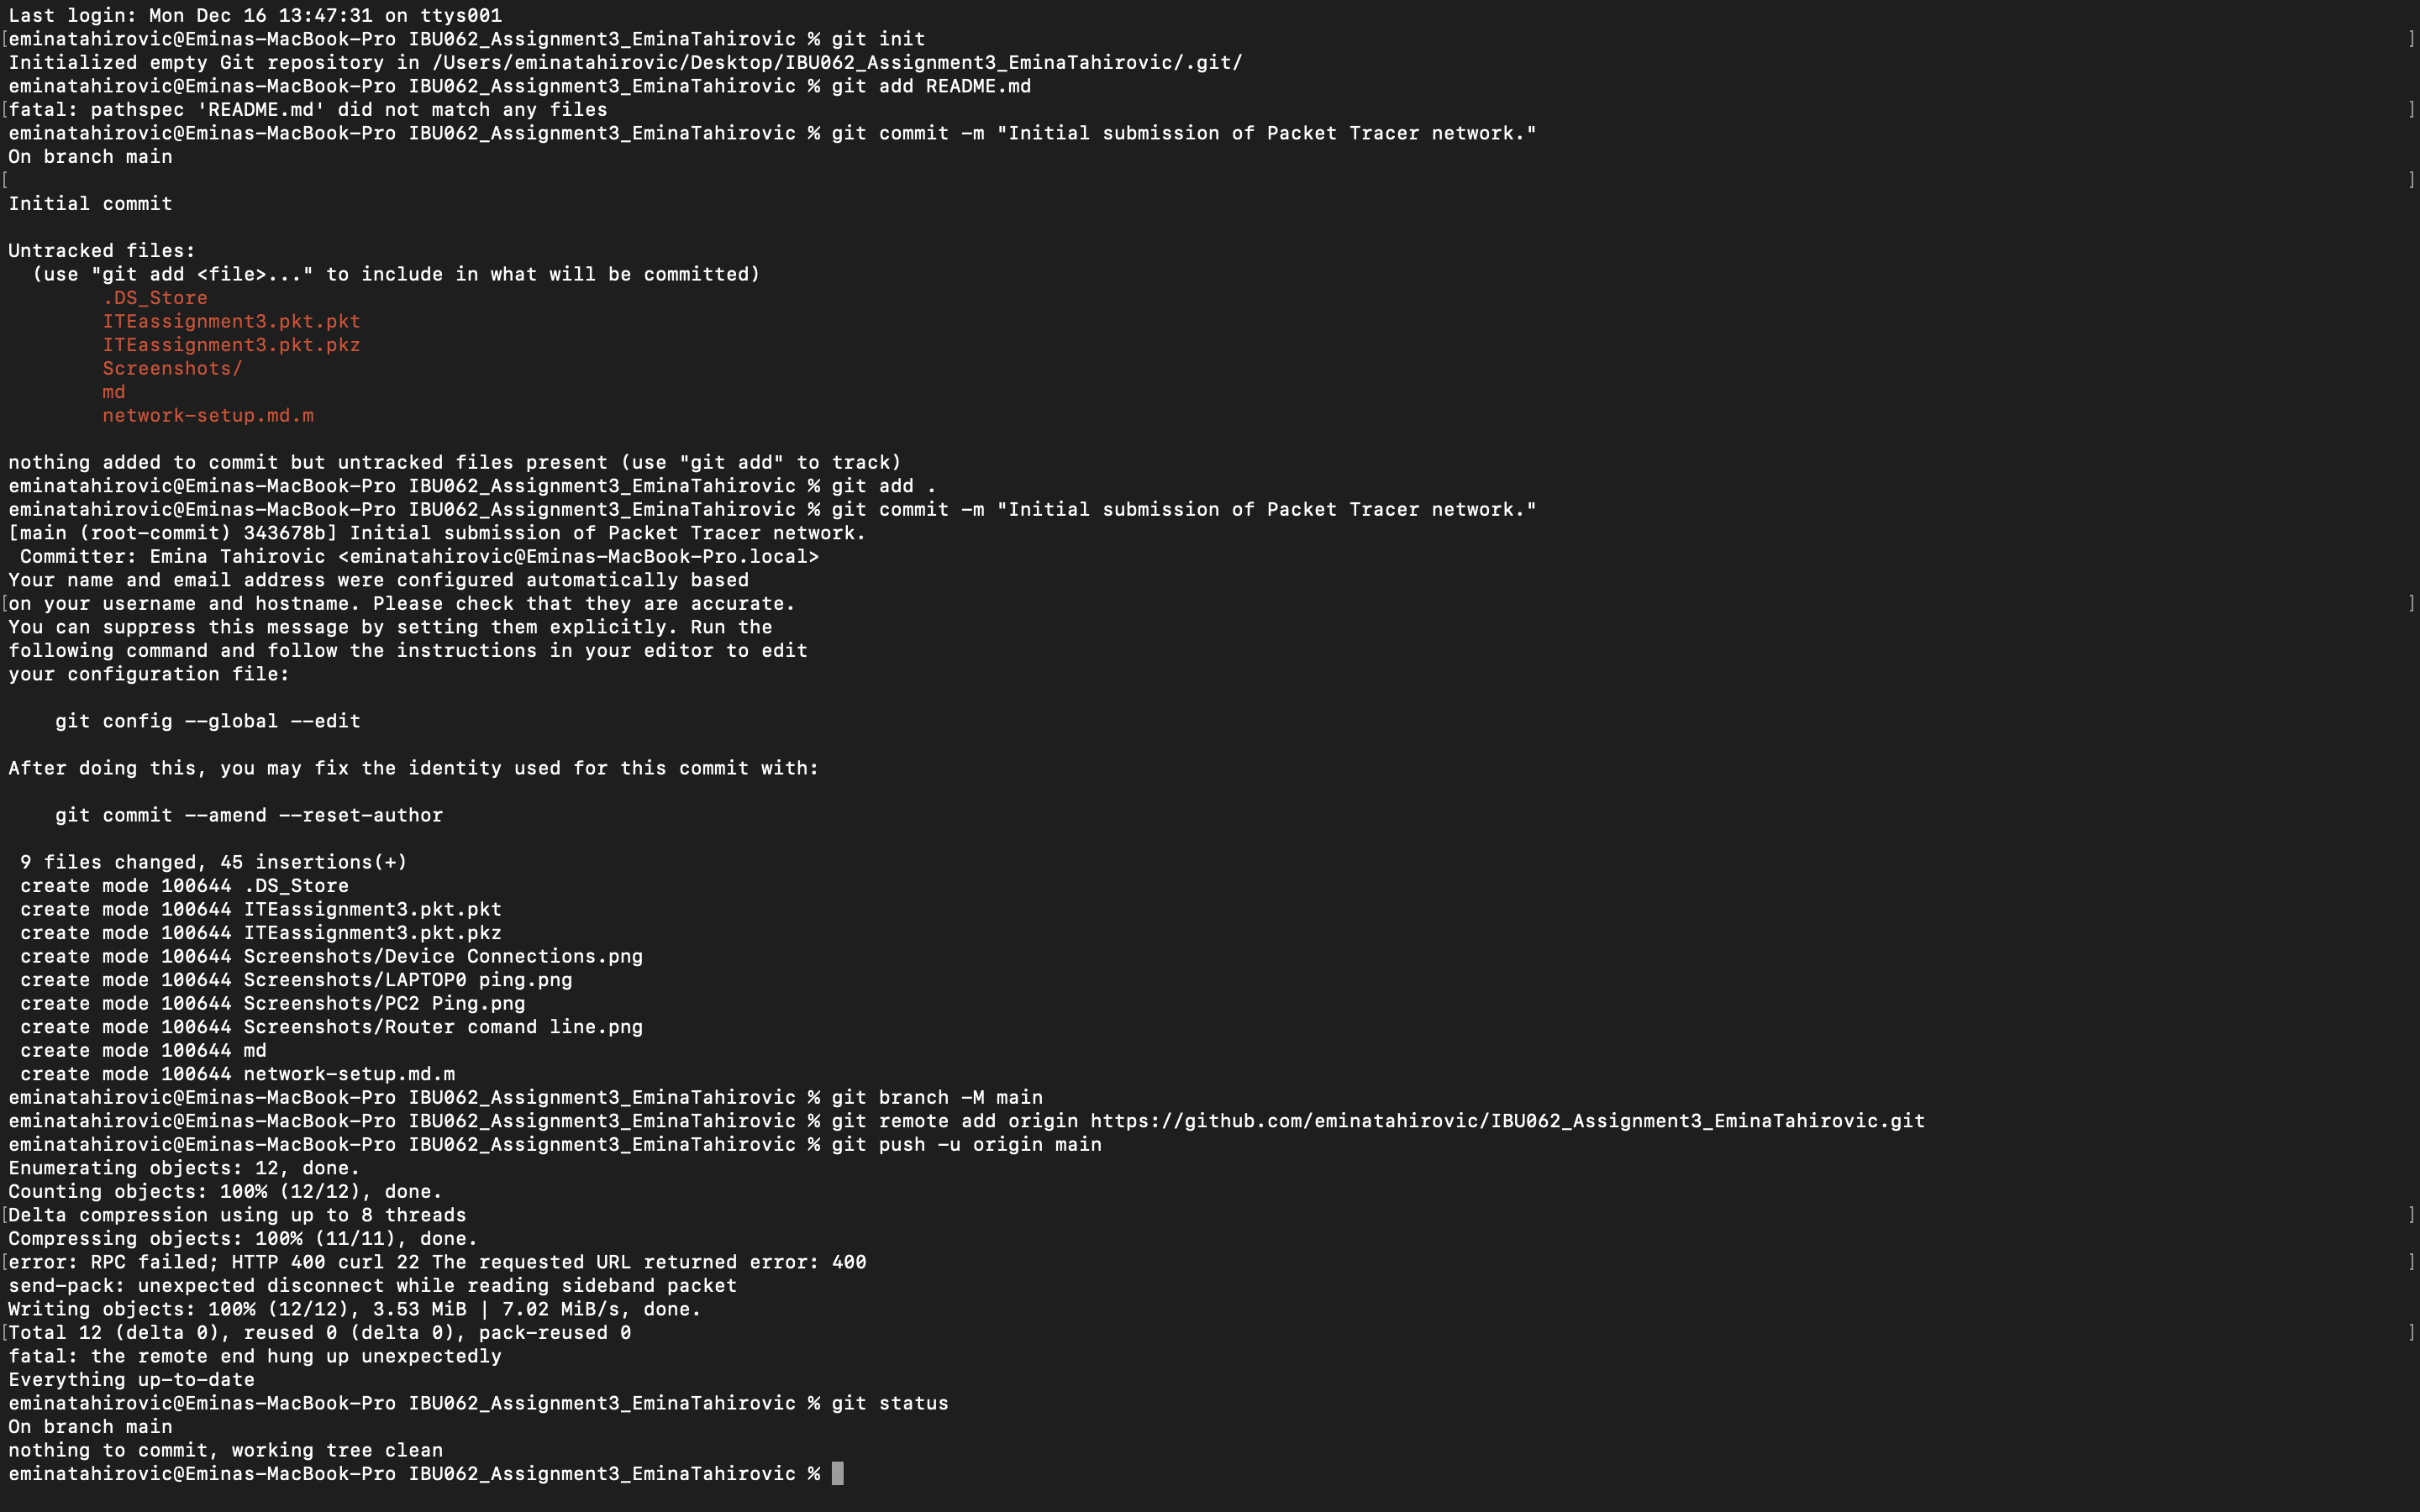 Last login: Mon Dec 16 13:47:31 on ttys001
[eminatahirovic@Eminas-MacBook-Pro IBU062_Assignment3_EminaTahirovic % git init ]
Initialized empty Git repository in /Users/eminatahirovic/Desktop/IBU062_Assignment3_EminaTahirovic/.git/
eminatahirovic@Eminas-MacBook-Pro IBU062_Assignment3_EminaTahirovic % git add README.md
[fatal: pathspec 'README.md' did not match any files ]
eminatahirovic@Eminas-MacBook-Pro IBU062_Assignment3_EminaTahirovic % git commit -m "Initial submission of Packet Tracer network."
On branch main
[ ]
Initial commit

Untracked files:
  (use "git add <file>..." to include in what will be committed)
        .DS_Store
        ITEassignment3.pkt.pkt
        ITEassignment3.pkt.pkz
        Screenshots/
        md
        network-setup.md.m

nothing added to commit but untracked files present (use "git add" to track)
eminatahirovic@Eminas-MacBook-Pro IBU062_Assignment3_EminaTahirovic % git add .
eminatahirovic@Eminas-MacBook-Pro IBU062_Assignment3_EminaTahirovic % git commit -m "Initial submission of Packet Tracer network."
[main (root-commit) 343678b] Initial submission of Packet Tracer network.
 Committer: Emina Tahirovic <eminatahirovic@Eminas-MacBook-Pro.local>
Your name and email address were configured automatically based
[on your username and hostname. Please check that they are accurate. ]
You can suppress this message by setting them explicitly. Run the
following command and follow the instructions in your editor to edit
your configuration file:

    git config --global --edit

After doing this, you may fix the identity used for this commit with:

    git commit --amend --reset-author

 9 files changed, 45 insertions(+)
 create mode 100644 .DS_Store
 create mode 100644 ITEassignment3.pkt.pkt
 create mode 100644 ITEassignment3.pkt.pkz
 create mode 100644 Screenshots/Device Connections.png
 create mode 100644 Screenshots/LAPTOP0 ping.png
 create mode 100644 Screenshots/PC2 Ping.png
 create mode 100644 Screenshots/Router comand line.png
 create mode 100644 md
 create mode 100644 network-setup.md.m
eminatahirovic@Eminas-MacBook-Pro IBU062_Assignment3_EminaTahirovic % git branch -M main
eminatahirovic@Eminas-MacBook-Pro IBU062_Assignment3_EminaTahirovic % git remote add origin https://github.com/eminatahirovic/IBU062_Assignment3_EminaTahirovic.git
eminatahirovic@Eminas-MacBook-Pro IBU062_Assignment3_EminaTahirovic % git push -u origin main
Enumerating objects: 12, done.
Counting objects: 100% (12/12), done.
[Delta compression using up to 8 threads ]
Compressing objects: 100% (11/11), done.
[error: RPC failed; HTTP 400 curl 22 The requested URL returned error: 400 ]
send-pack: unexpected disconnect while reading sideband packet
Writing objects: 100% (12/12), 3.53 MiB | 7.02 MiB/s, done.
[Total 12 (delta 0), reused 0 (delta 0), pack-reused 0 ]
fatal: the remote end hung up unexpectedly
Everything up-to-date
eminatahirovic@Eminas-MacBook-Pro IBU062_Assignment3_EminaTahirovic % git status
On branch main
nothing to commit, working tree clean
eminatahirovic@Eminas-MacBook-Pro IBU062_Assignment3_EminaTahirovic %